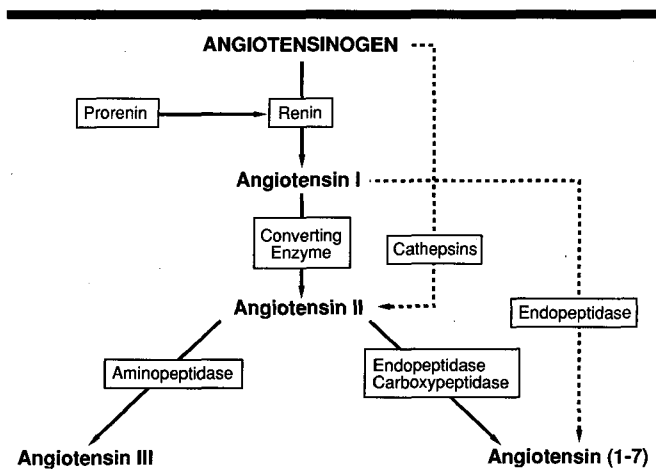 ANGIOTENSINOGEN
Prorenin
Renin
Angiotensin I
Converting
Enzyme
Cathepsins
Angiotensin II
Endopeptidase
Aminopeptidase
Endopeptidase
Carboxypeptidase
Angiotensin III
Angiotensin (1-7)